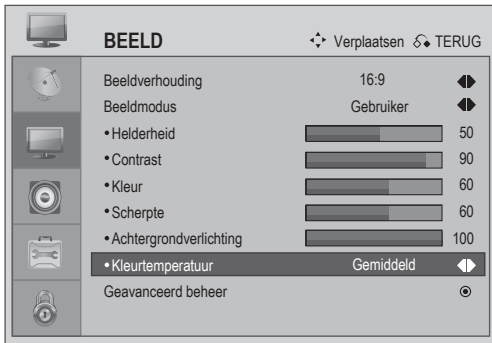 BEELD
Verplaatsen TERUG
Beeldverhouding 16:9
Beeldmodus Gebruiker
•Helderheid 50
•Contrast 90
•Kleur 60
•Scherpte 60
•Achtergrondverlichting 100
•Kleurtemperatuur Gemiddeld
Geavanceerd beheer